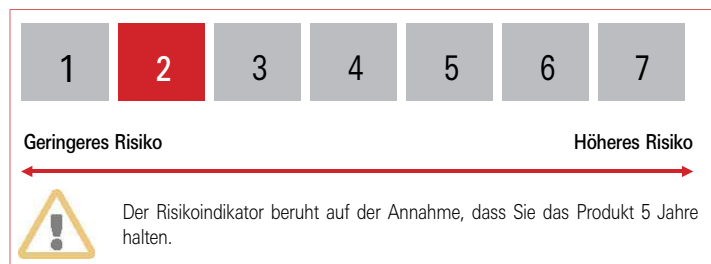 1 2 3 4 5 6 7
Geringeres Risiko Höheres Risiko
Der Risikoindikator beruht auf der Annahme, dass Sie das Produkt 5 Jahre
halten.